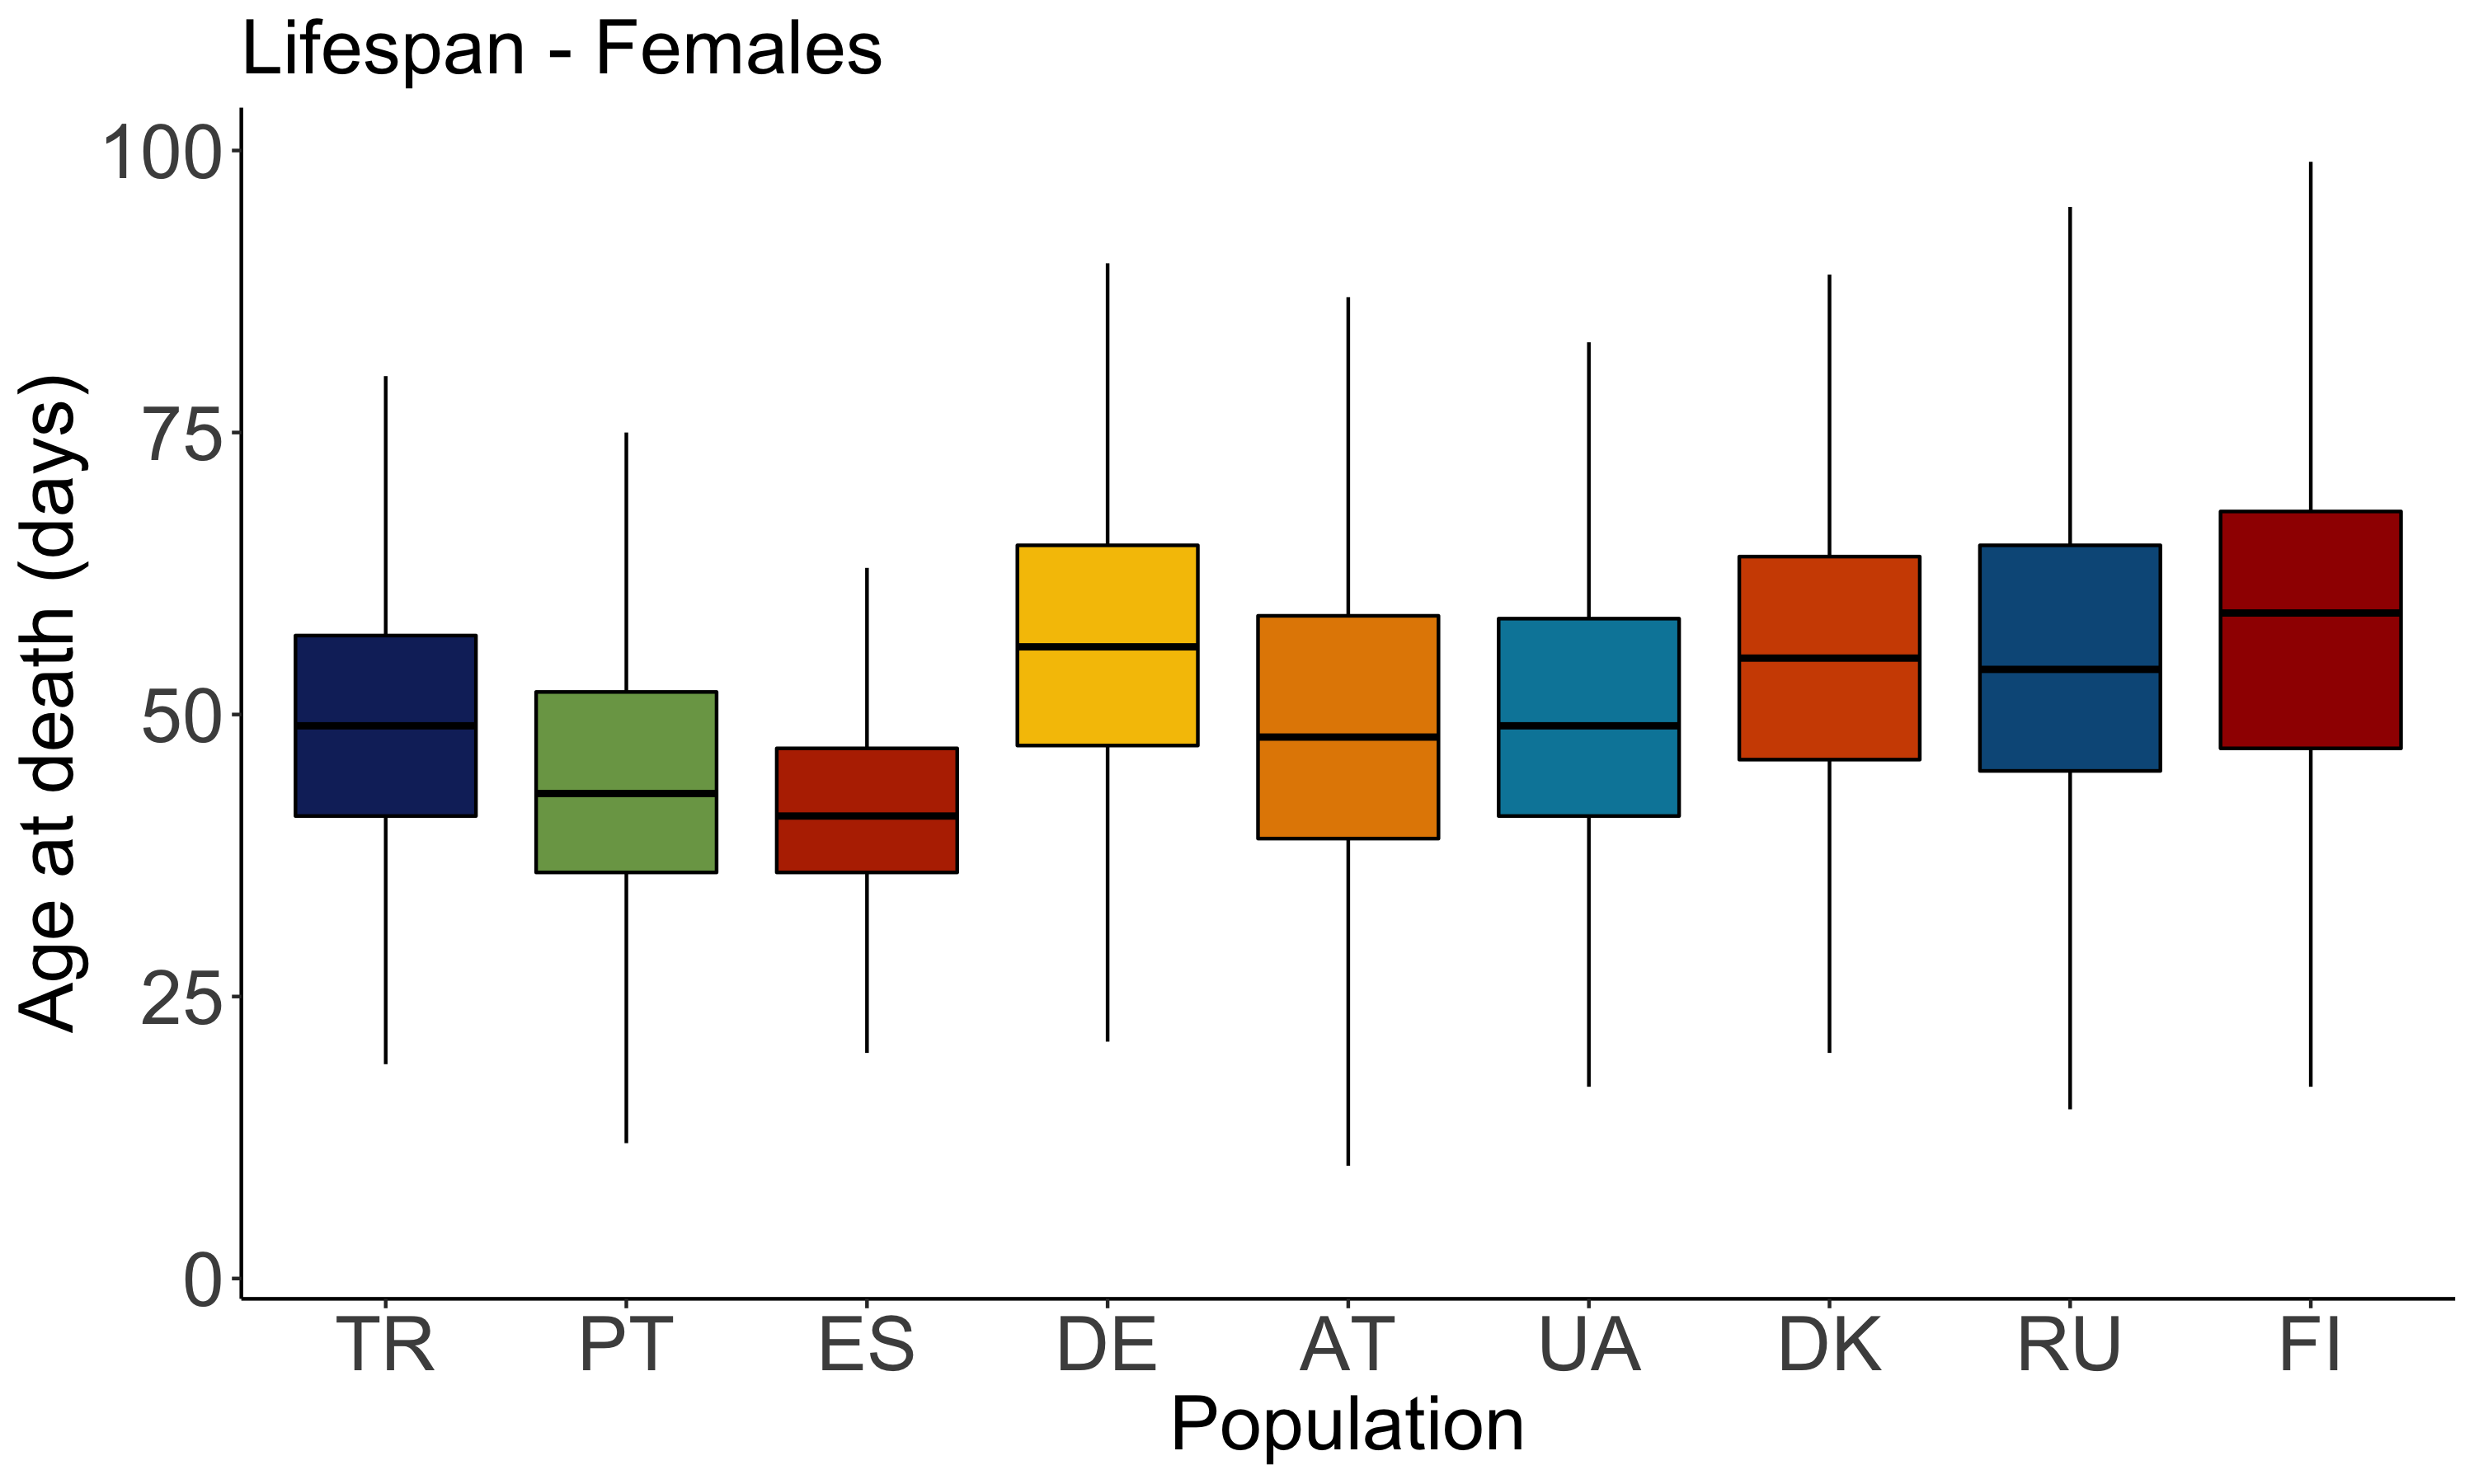 Lifespan - Females
Age at death (days)
100
75
50
25
0
TR PT ES DE AT UA DK RU FI
Population